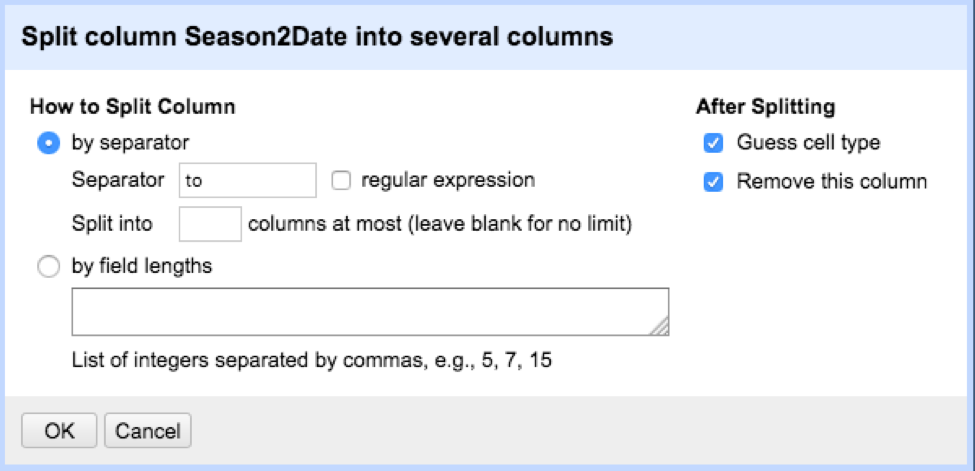 Split column Season2Date into several columns
How to Split Column
by separator
Separator to regular expression
Split into columns at most (leave blank for no limit)
by field lengths
List of integers separated by commas, e.g., 5, 7, 15
After Splitting
Guess cell type
Remove this column
OK Cancel